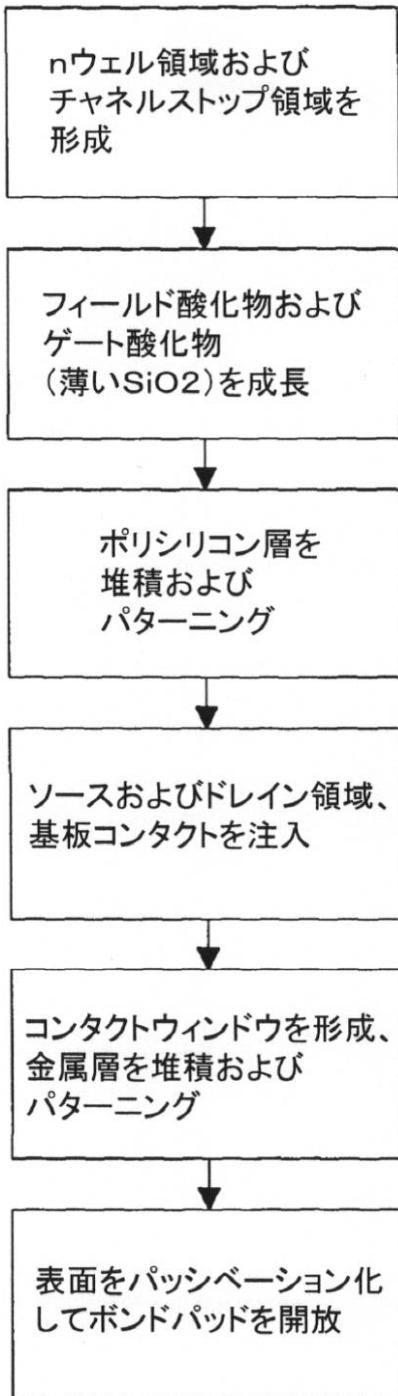 nウェル領域および
チャネルストップ領域を
形成
フィールド酸化物および
ゲート酸化物
(薄いSiO2)を成長
ポリシリコン層を
堆積および
パターニング
ソースおよびドレイン領域、
基板コンタクトを注入
コンタクトウィンドウを形成、
金属層を堆積および
パターニング
表面をパッシベーション化
してボンドパッドを開放